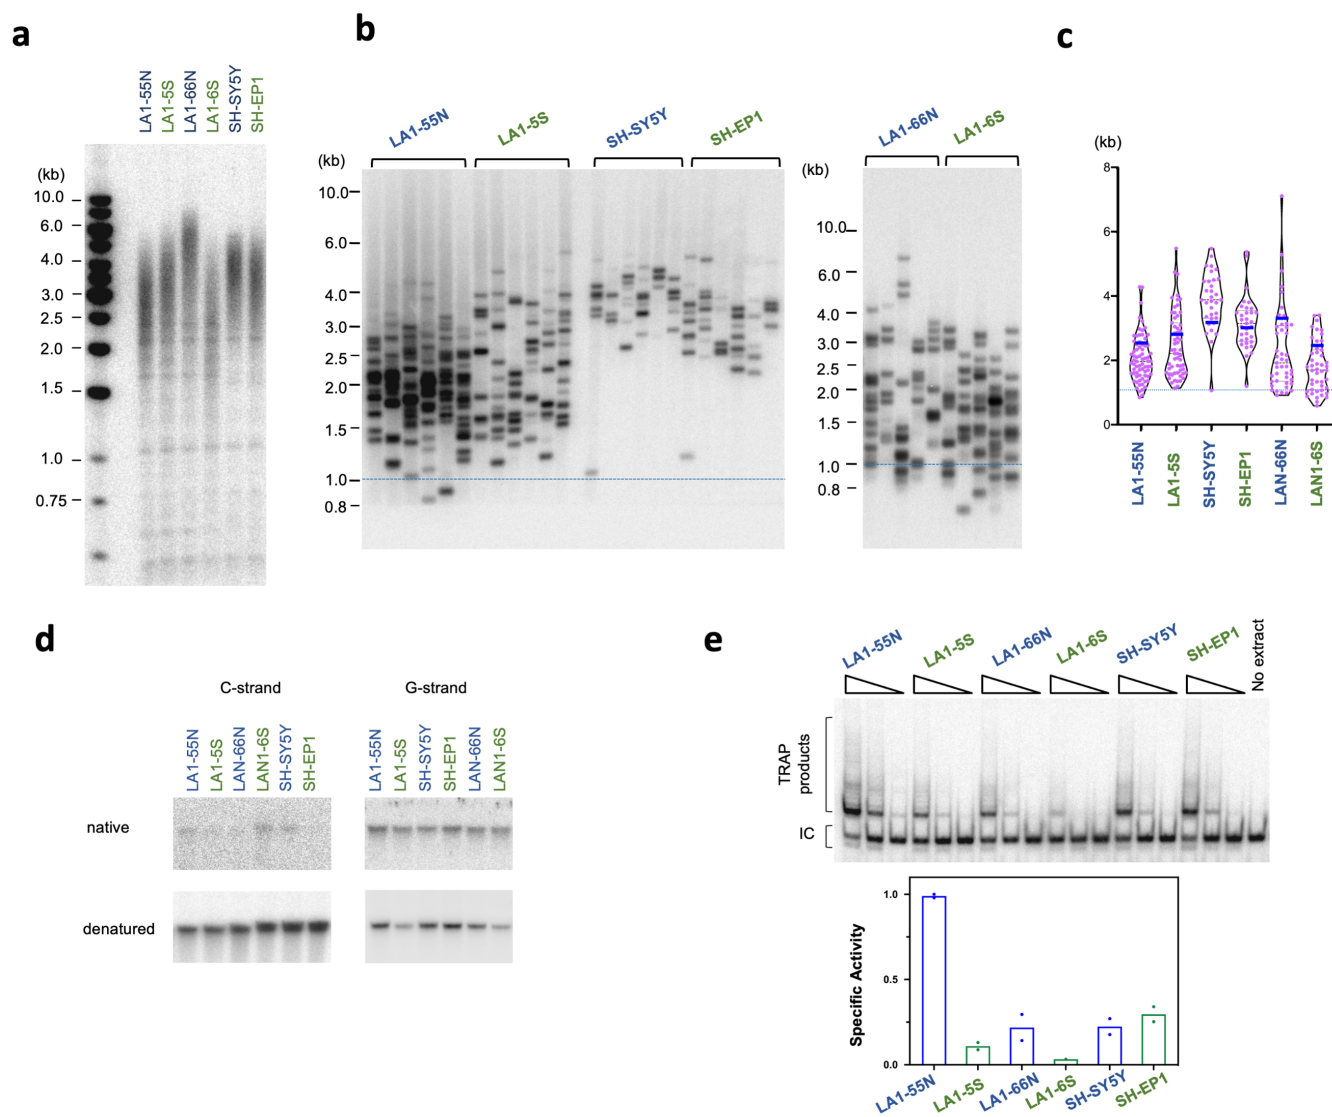 a
LA1-55N
LA1-5S
LA1-66N
LA1-6S
SH-SY5Y
SH-EP1
(kb)
10.0
6.0
4.0
3.0
2.5
2.0
1.5
1.0
0.75
b
LA1-55N
LA1-5S
SH-SY5Y
SH-EP1
(kb)
10.0
6.0
4.0
3.0
2.5
2.0
1.5
1.0
0.8
LA1-66N
LA1-6S
(kb)
10.0
6.0
4.0
3.0
2.5
2.0
1.5
1.0
0.8
c
(kb)
8
6
4
2
0
LA1-55N
LA1-5S
SH-SY5Y
SH-EP1
LAN-66N
LAN1-6S
d
C-strand
G-strand
LA1-55N
LA1-5S
LAN-66N
LAN1-6S
SH-SY5Y
SH-EP1
LA1-55N
LA1-5S
SH-SY5Y
SH-EP1
LAN-66N
LAN1-6S
native
denatured
e
LA1-55N
LA1-5S
LA1-66N
LA1-6S
SH-SY5Y
SH-EP1
No extract
TRAP
products
IC
Specific Activity
1.0
0.5
0.0
LA1-55N
LA1-5S
LA1-66N
LA1-6S
SH-SY5Y
SH-EP1